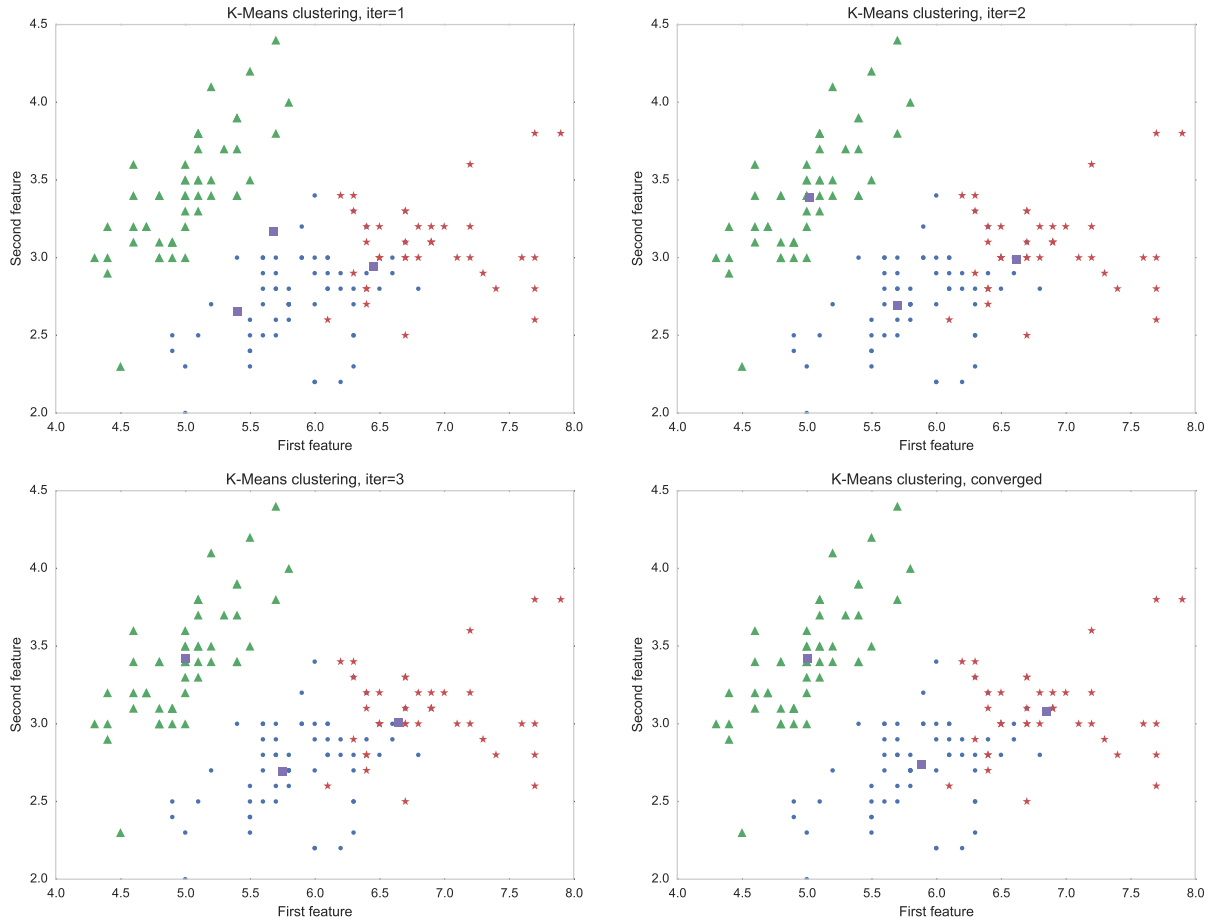 K-Means clustering, iter=1
4.5
4.0
3.5
3.0
2.5
2.0
Second feature
4.0 4.5 5.0 5.5 6.0 6.5 7.0 7.5 8.0
First feature
K-Means clustering, iter=2
4.5
4.0
3.5
3.0
2.5
2.0
Second feature
4.0 4.5 5.0 5.5 6.0 6.5 7.0 7.5 8.0
First feature
K-Means clustering, iter=3
4.5
4.0
3.5
3.0
2.5
2.0
Second feature
4.0 4.5 5.0 5.5 6.0 6.5 7.0 7.5 8.0
First feature
K-Means clustering, converged
4.5
4.0
3.5
3.0
2.5
2.0
Second feature
4.0 4.5 5.0 5.5 6.0 6.5 7.0 7.5 8.0
First feature